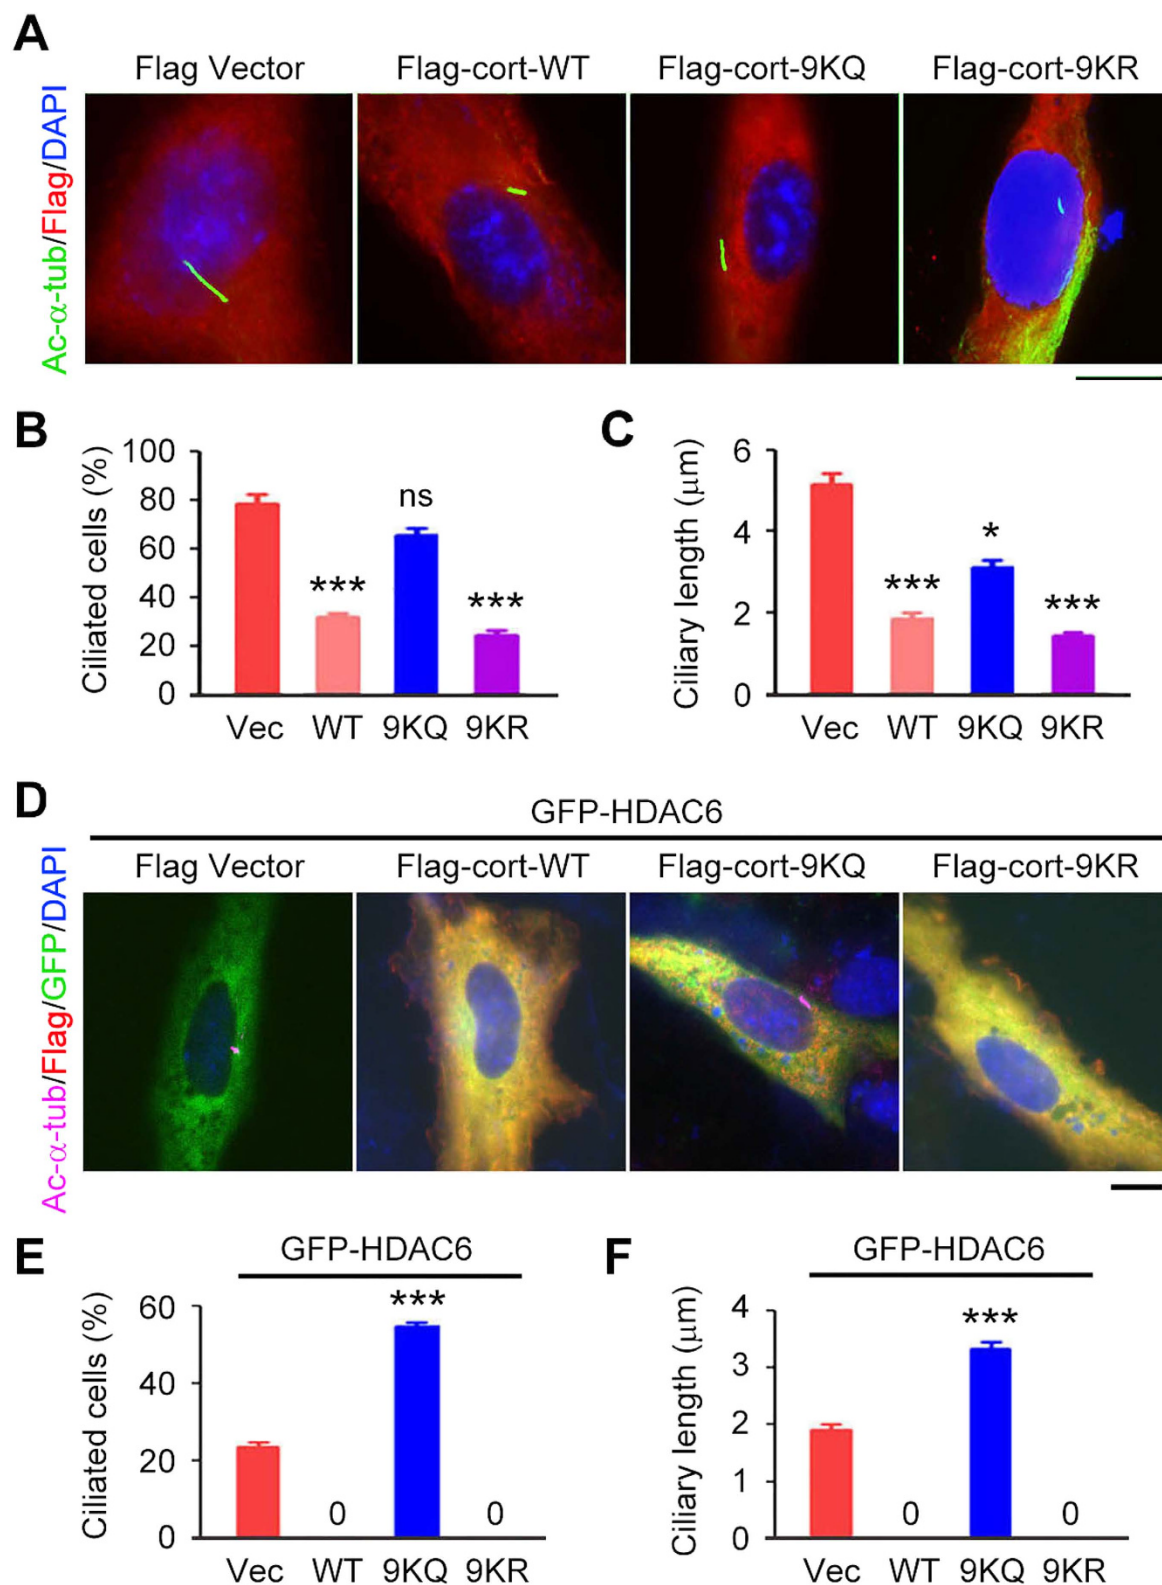 A
Flag Vector Flag-cort-WT Flag-cort-9KQ Flag-cort-9KR
Ac-α-tub/Flag/DAPI
B
Ciliated cells (%)
100
80
60
40
20
0
ns
***
***
Vec WT 9KQ 9KR
C
Ciliary length (μm)
6
4
2
0
***
*
***
Vec WT 9KQ 9KR
D
GFP-HDAC6
Flag Vector Flag-cort-WT Flag-cort-9KQ Flag-cort-9KR
Ac-α-tub/Flag/GFP/DAPI
E
GFP-HDAC6
Ciliated cells (%)
60
40
20
0
***
0 0
Vec WT 9KQ 9KR
F
GFP-HDAC6
Ciliary length (μm)
4
3
2
1
0
***
0 0
Vec WT 9KQ 9KR